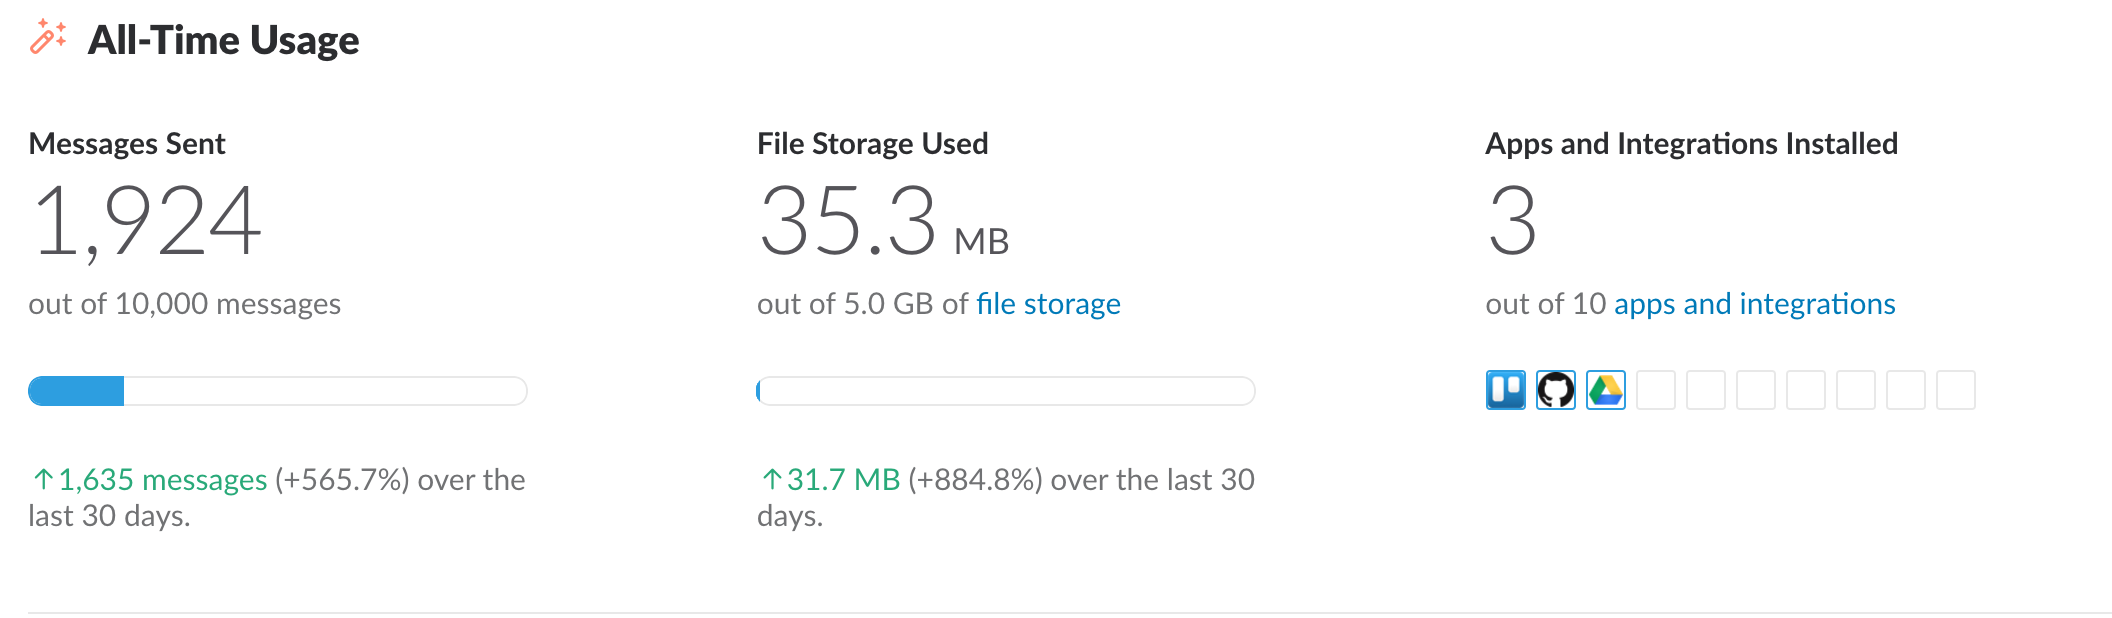 All-Time Usage
Messages Sent
1,924
out of 10,000 messages
↑1,635 messages (+565.7%) over the
last 30 days.
File Storage Used
35.3 MB
out of 5.0 GB of file storage
↑31.7 MB (+884.8%) over the last 30
days.
Apps and Integrations Installed
3
out of 10 apps and integrations